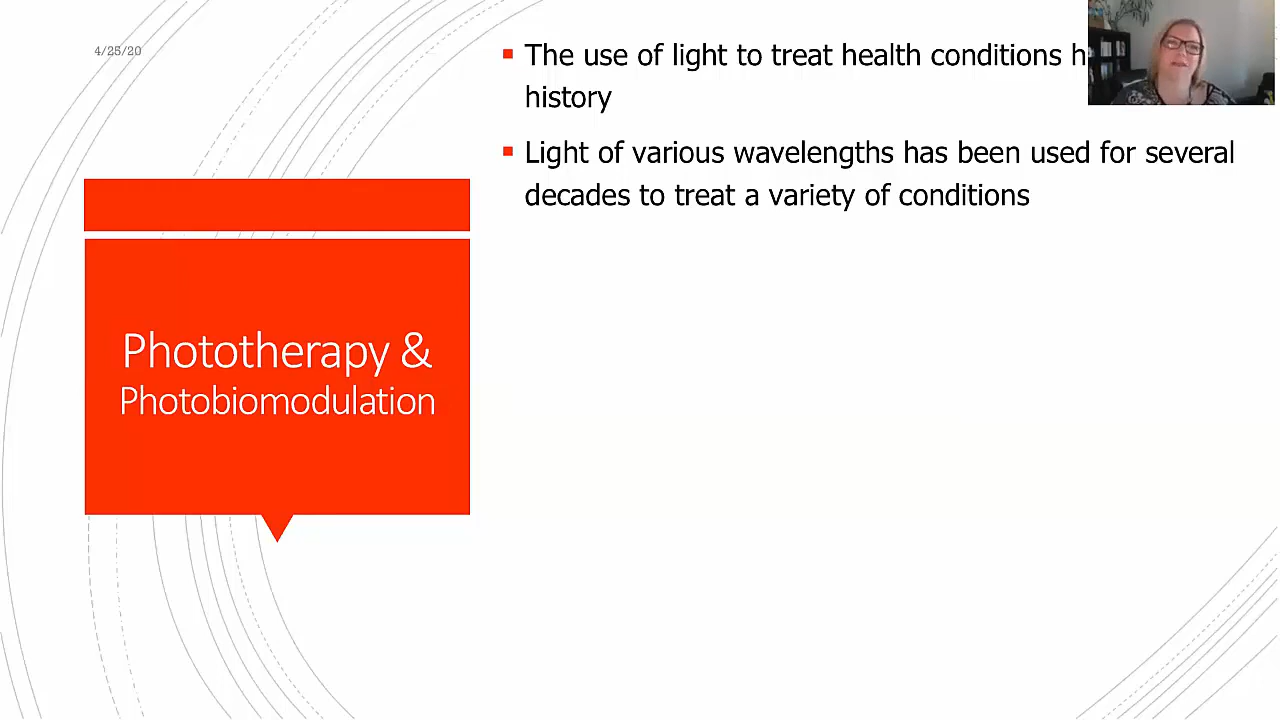 4/25/20
The use of light to treat health conditions h
history
Light of various wavelengths has been used for several
decades to treat a variety of conditions
Phototherapy &
Photobiomodulation